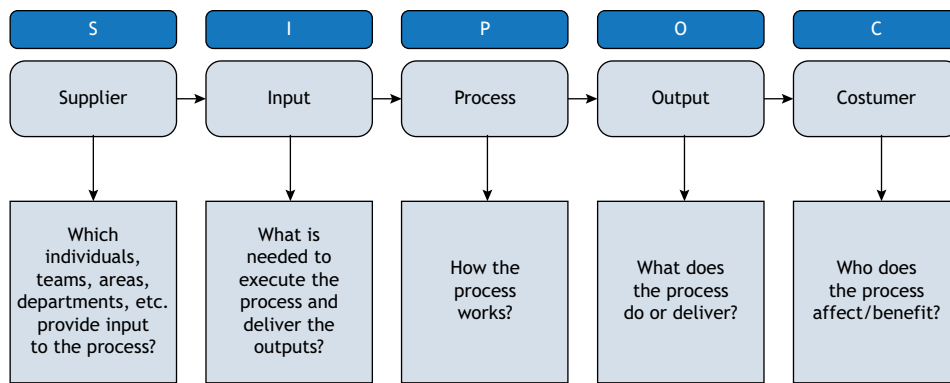 S
I
P
O
C
Supplier
Input
Process
Output
Costumer
Which
individuals,
teams, areas,
departments, etc.
provide input
to the process?
What is
needed to
execute the
process and
deliver the
outputs?
How the
process
works?
What does
the process
do or deliver?
Who does
the process
affect/benefit?